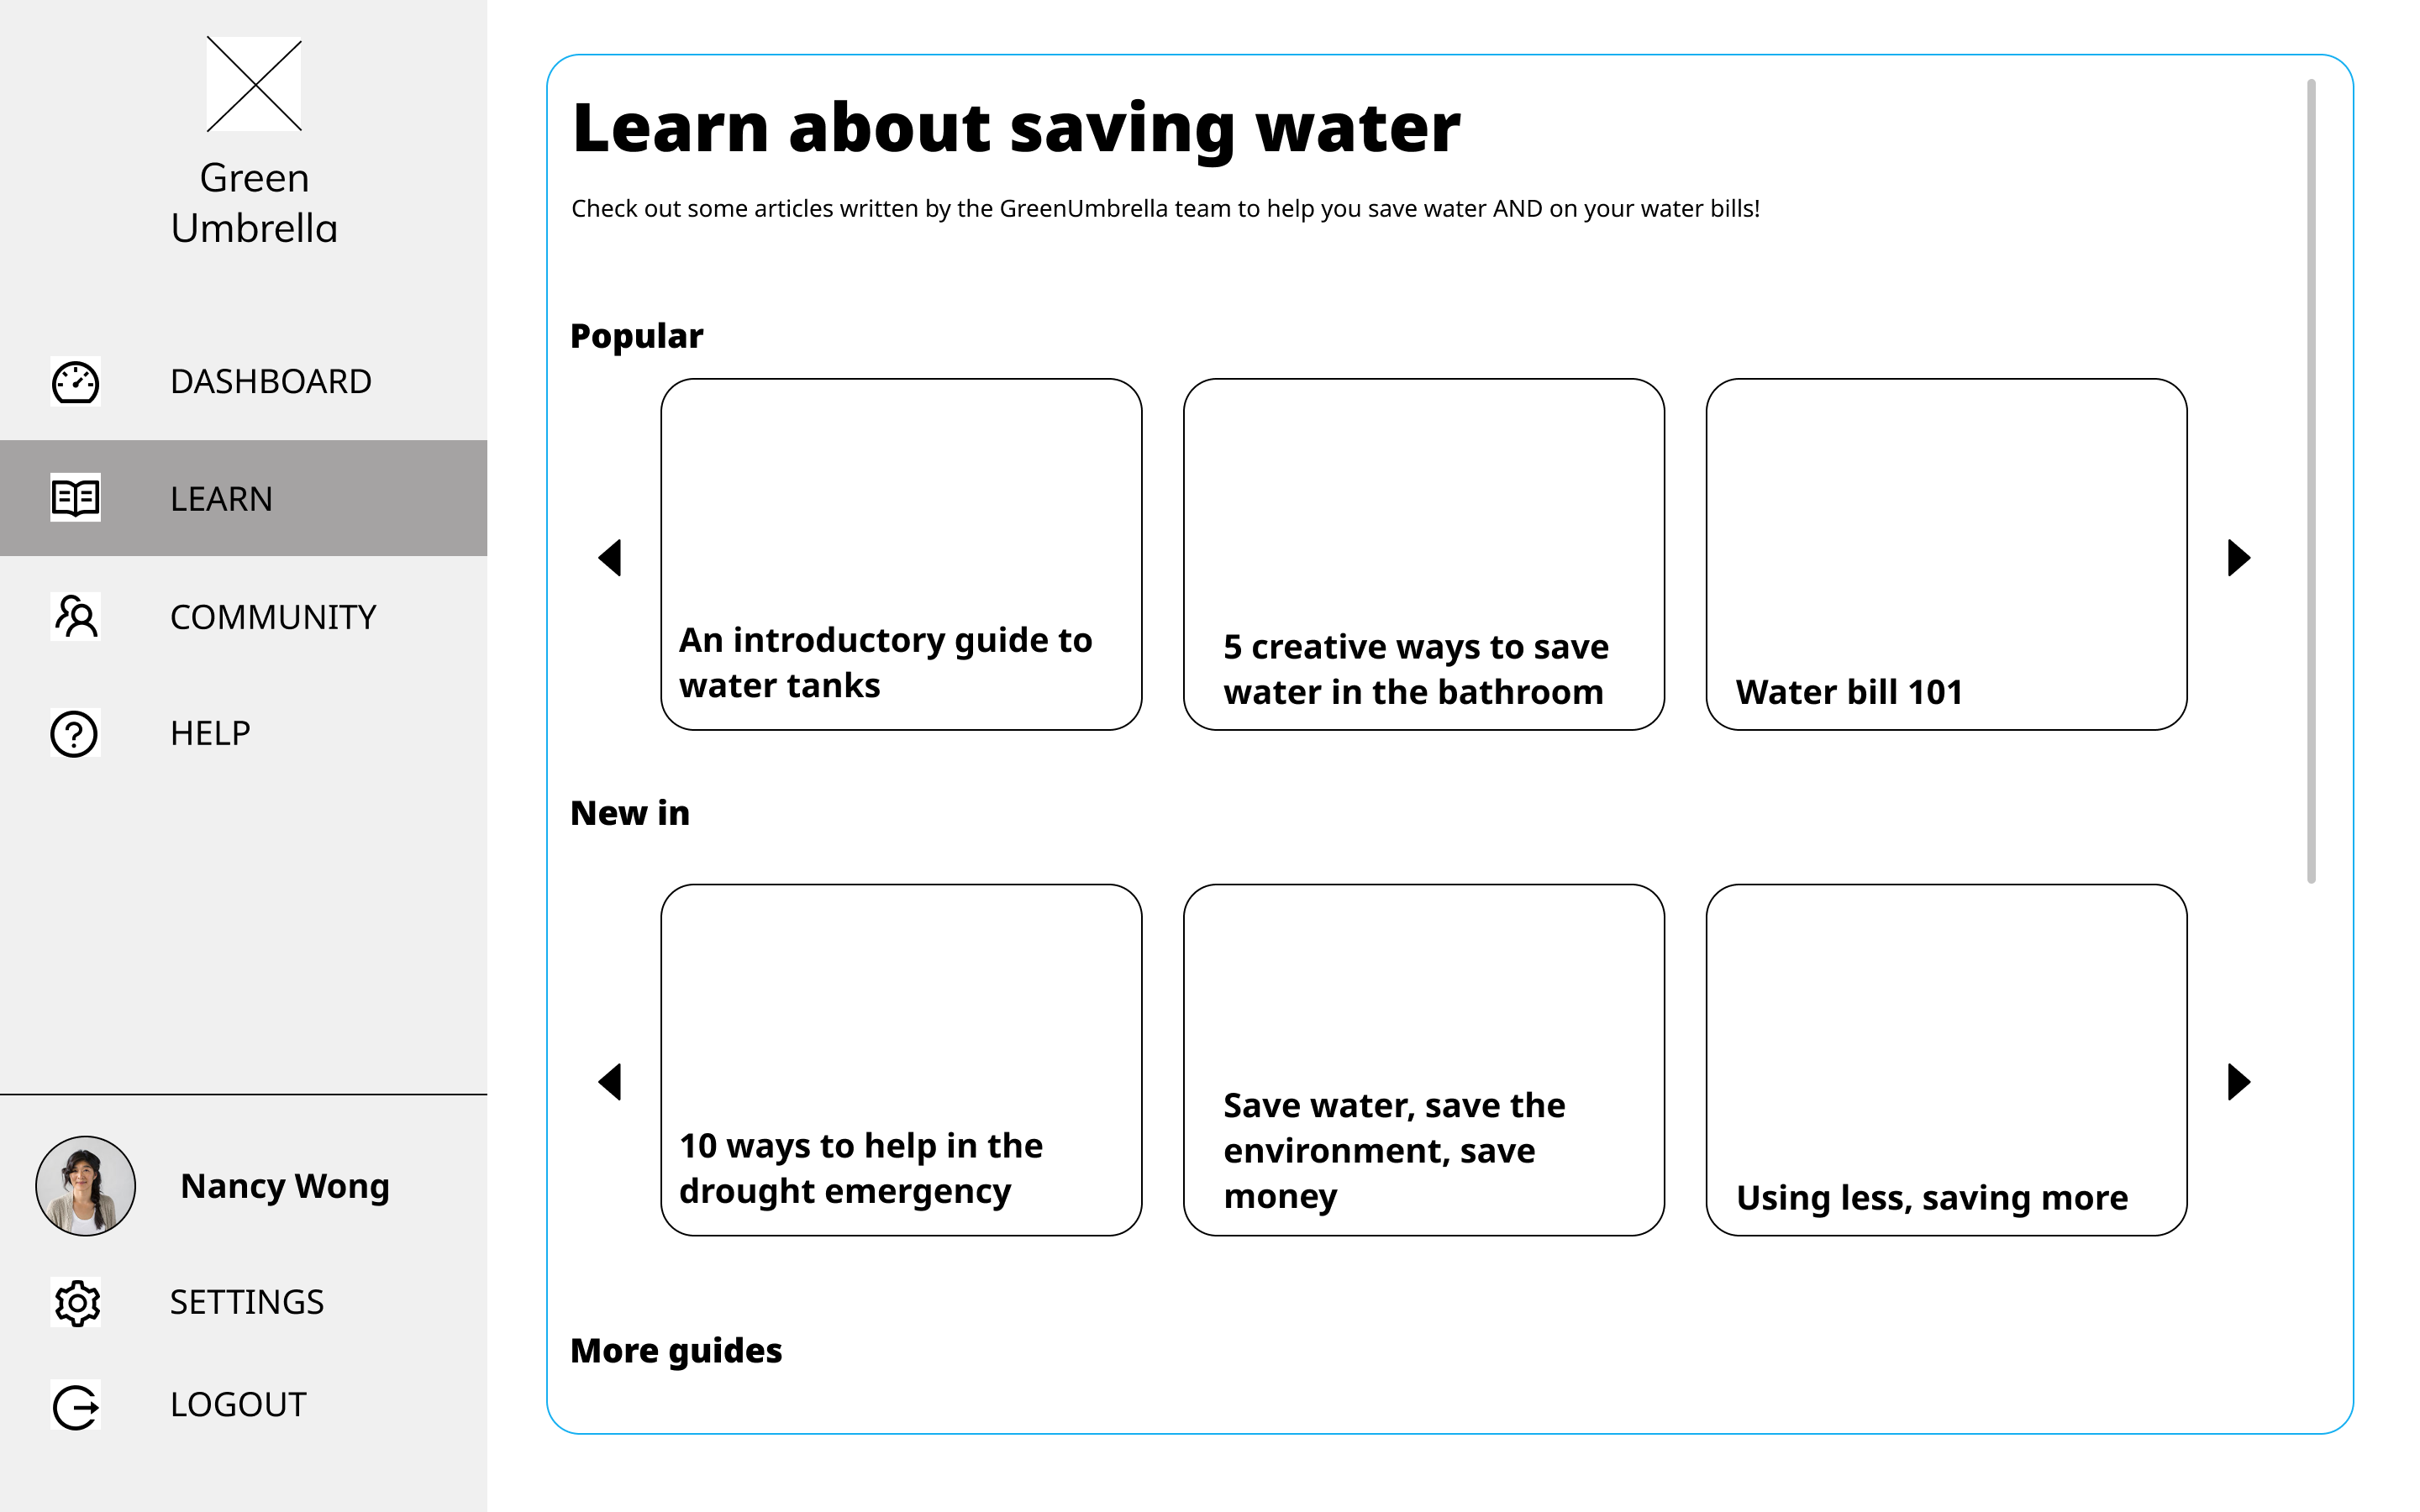 Green
Umbrella
DASHBOARD
LEARN
COMMUNITY
HELP
Nancy Wong
SETTINGS
LOGOUT
Learn about saving water
Check out some articles written by the GreenUmbrella team to help you save water AND on your water bills!
Popular
An introductory guide to
water tanks
5 creative ways to save
water in the bathroom
Water bill 101
New in
10 ways to help in the
drought emergency
Save water, save the
environment, save
money
Using less, saving more
More guides